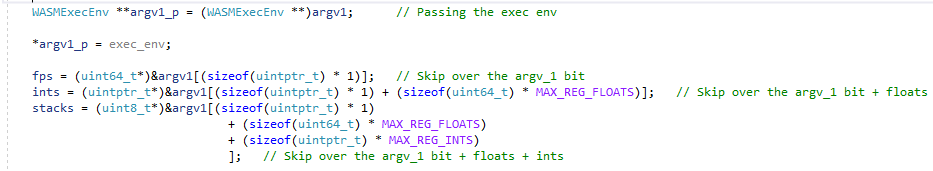 WASMExecEnv **argv1_p = (WASMExecEnv **)argv1;      // Passing the exec env
*argv1_p = exec_env;
fps = (uint64_t*)&argv1[(sizeof(uintptr_t) * 1)];   // Skip over the argv_1 bit
ints = (uintptr_t*)&argv1[(sizeof(uintptr_t) * 1) + (sizeof(uint64_t) * MAX_REG_FLOATS)];   // Skip over the argv_1 bit + floats
stacks = (uint8_t*)&argv1[(sizeof(uintptr_t) * 1)
+ (sizeof(uint64_t) * MAX_REG_FLOATS)
+ (sizeof(uintptr_t) * MAX_REG_INTS)
];   // Skip over the argv_1 bit + floats + ints